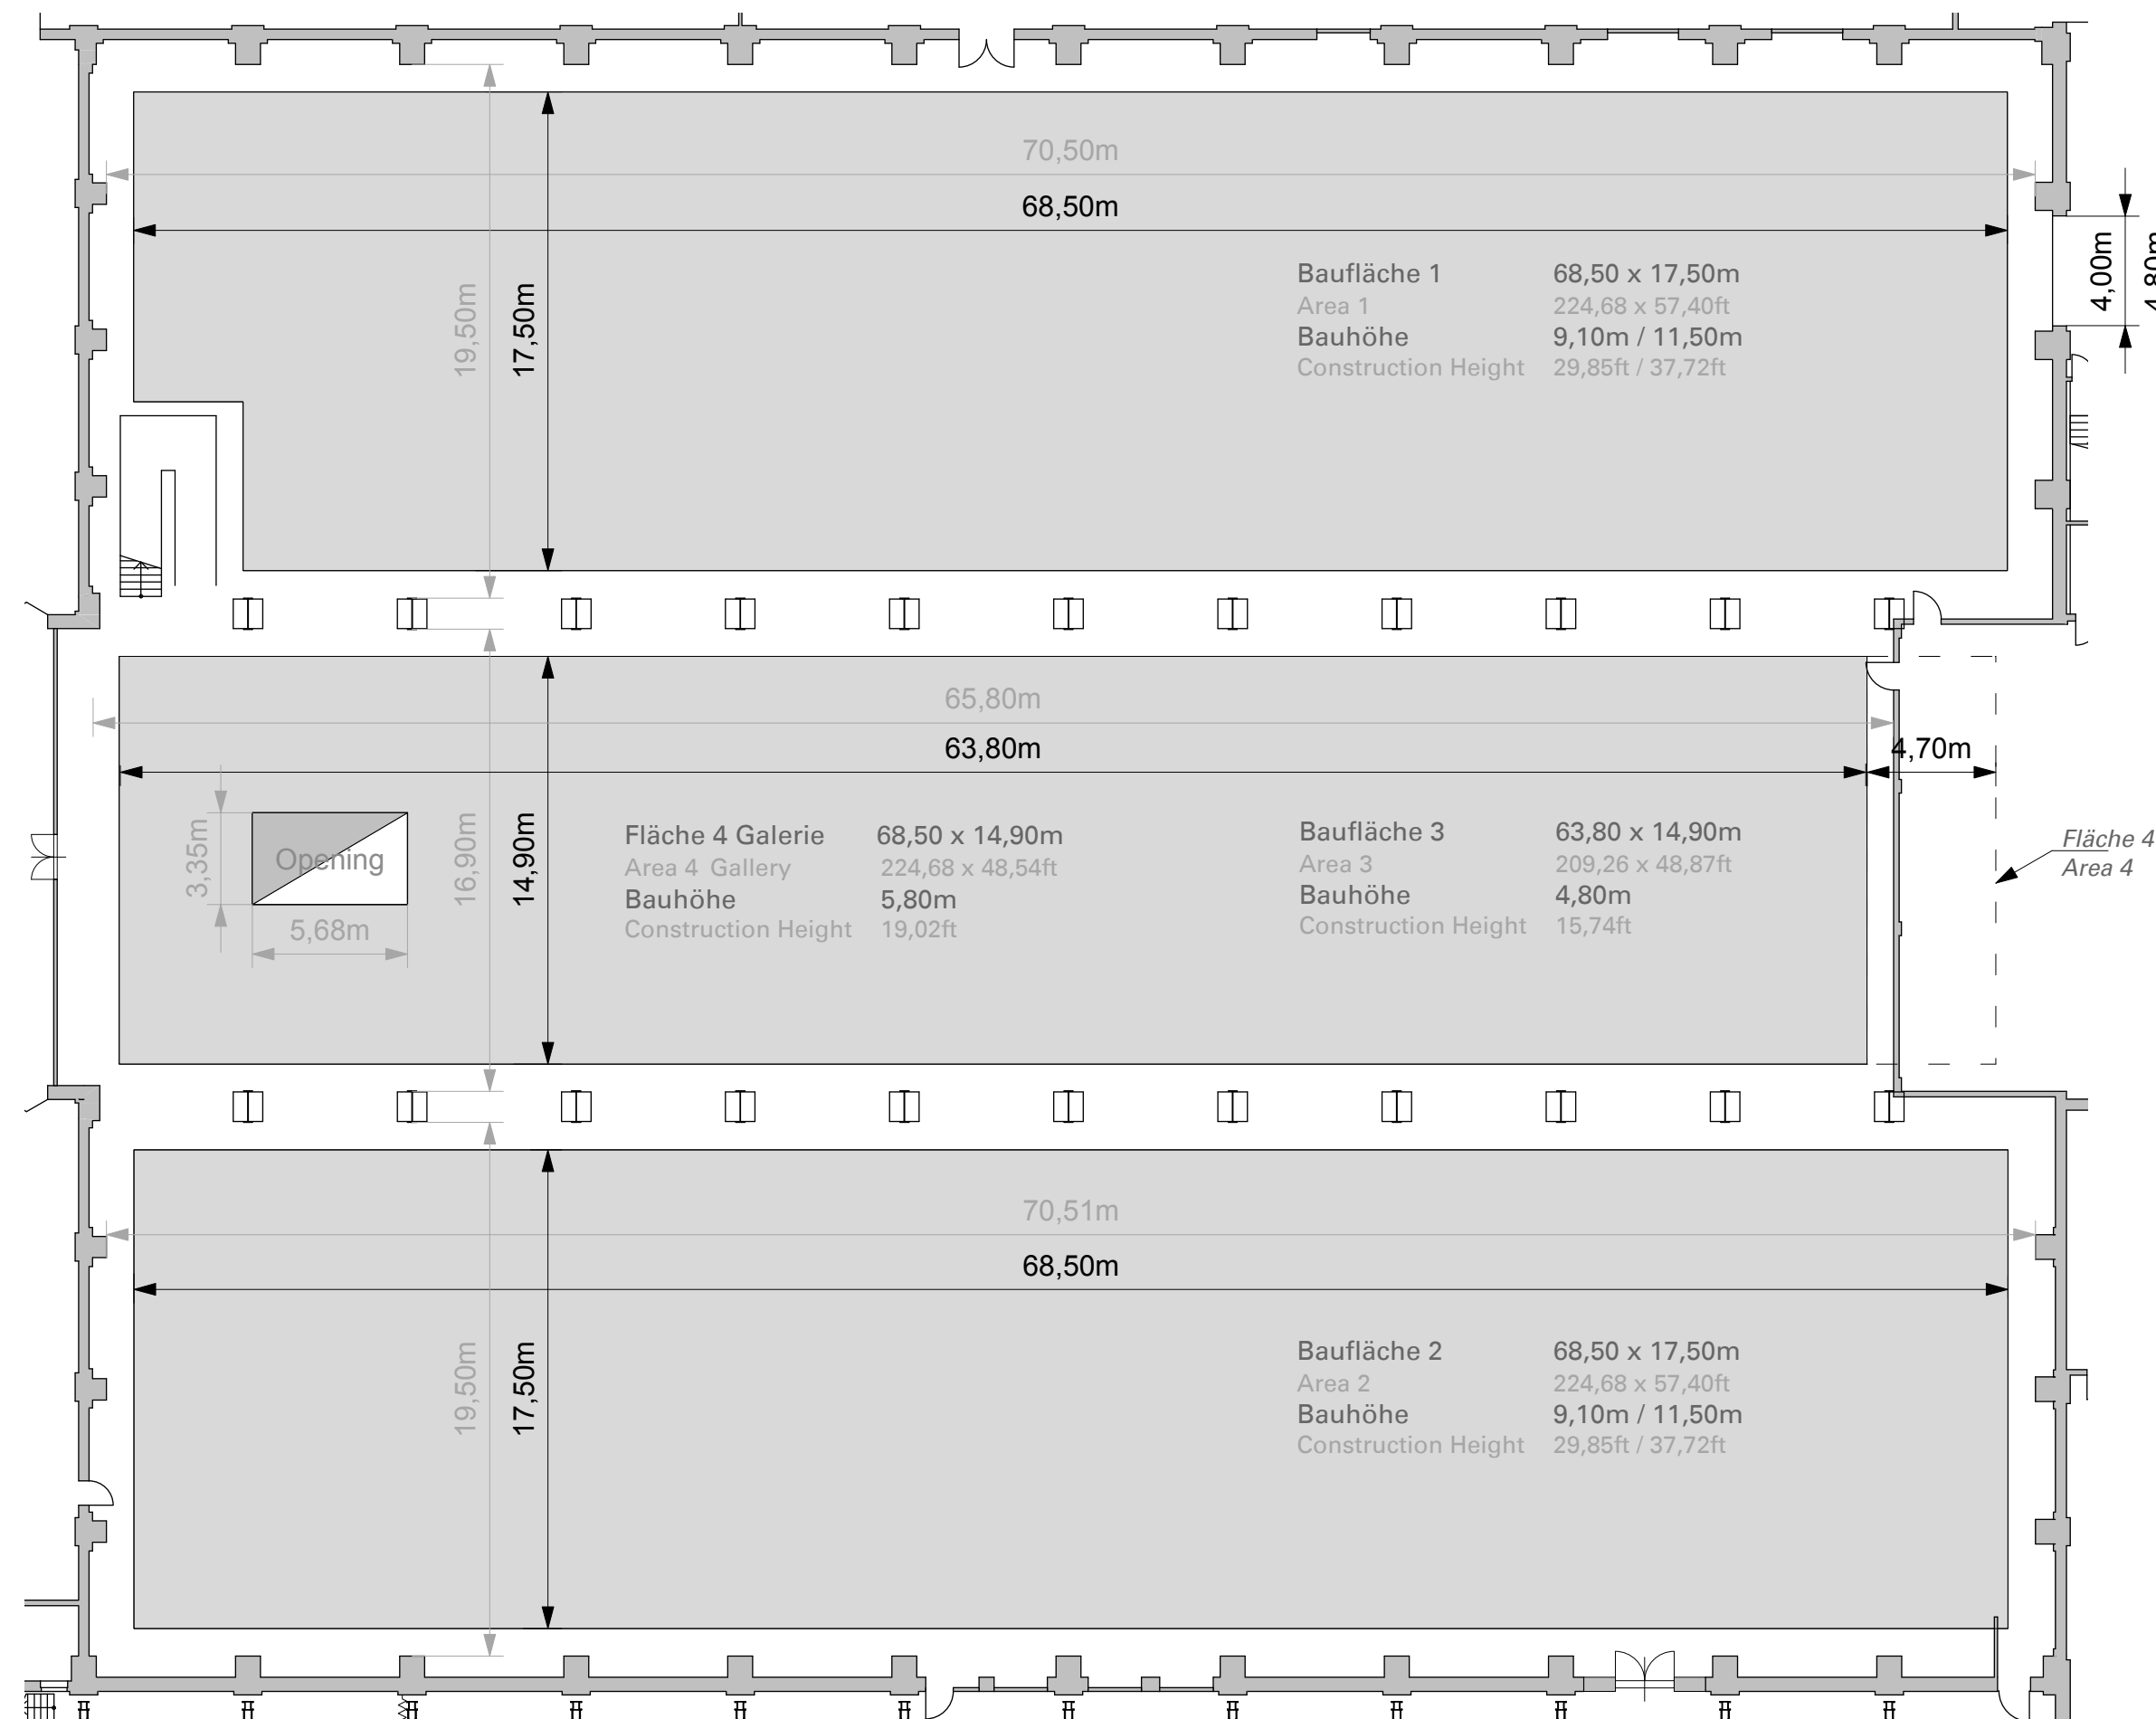 70,50m
68,50m
19,50m
17,50m
Baufläche 1 68,50 x 17,50m
Area 1 224,68 x 57,40ft
Bauhöhe 9,10m / 11,50m
Construction Height 29,85ft / 37,72ft
4,00m
4,80m
65,80m
63,80m
4,70m
3,35m
Opening
5,68m
16,90m
14,90m
Fläche 4 Galerie 68,50 x 14,90m
Area 4 Gallery 224,68 x 48,54ft
Bauhöhe 5,80m
Construction Height 19,02ft
Baufläche 3 63,80 x 14,90m
Area 3 209,26 x 48,87ft
Bauhöhe 4,80m
Construction Height 15,74ft
Fläche 4
Area 4
70,51m
68,50m
19,50m
17,50m
Baufläche 2 68,50 x 17,50m
Area 2 224,68 x 57,40ft
Bauhöhe 9,10m / 11,50m
Construction Height 29,85ft / 37,72ft